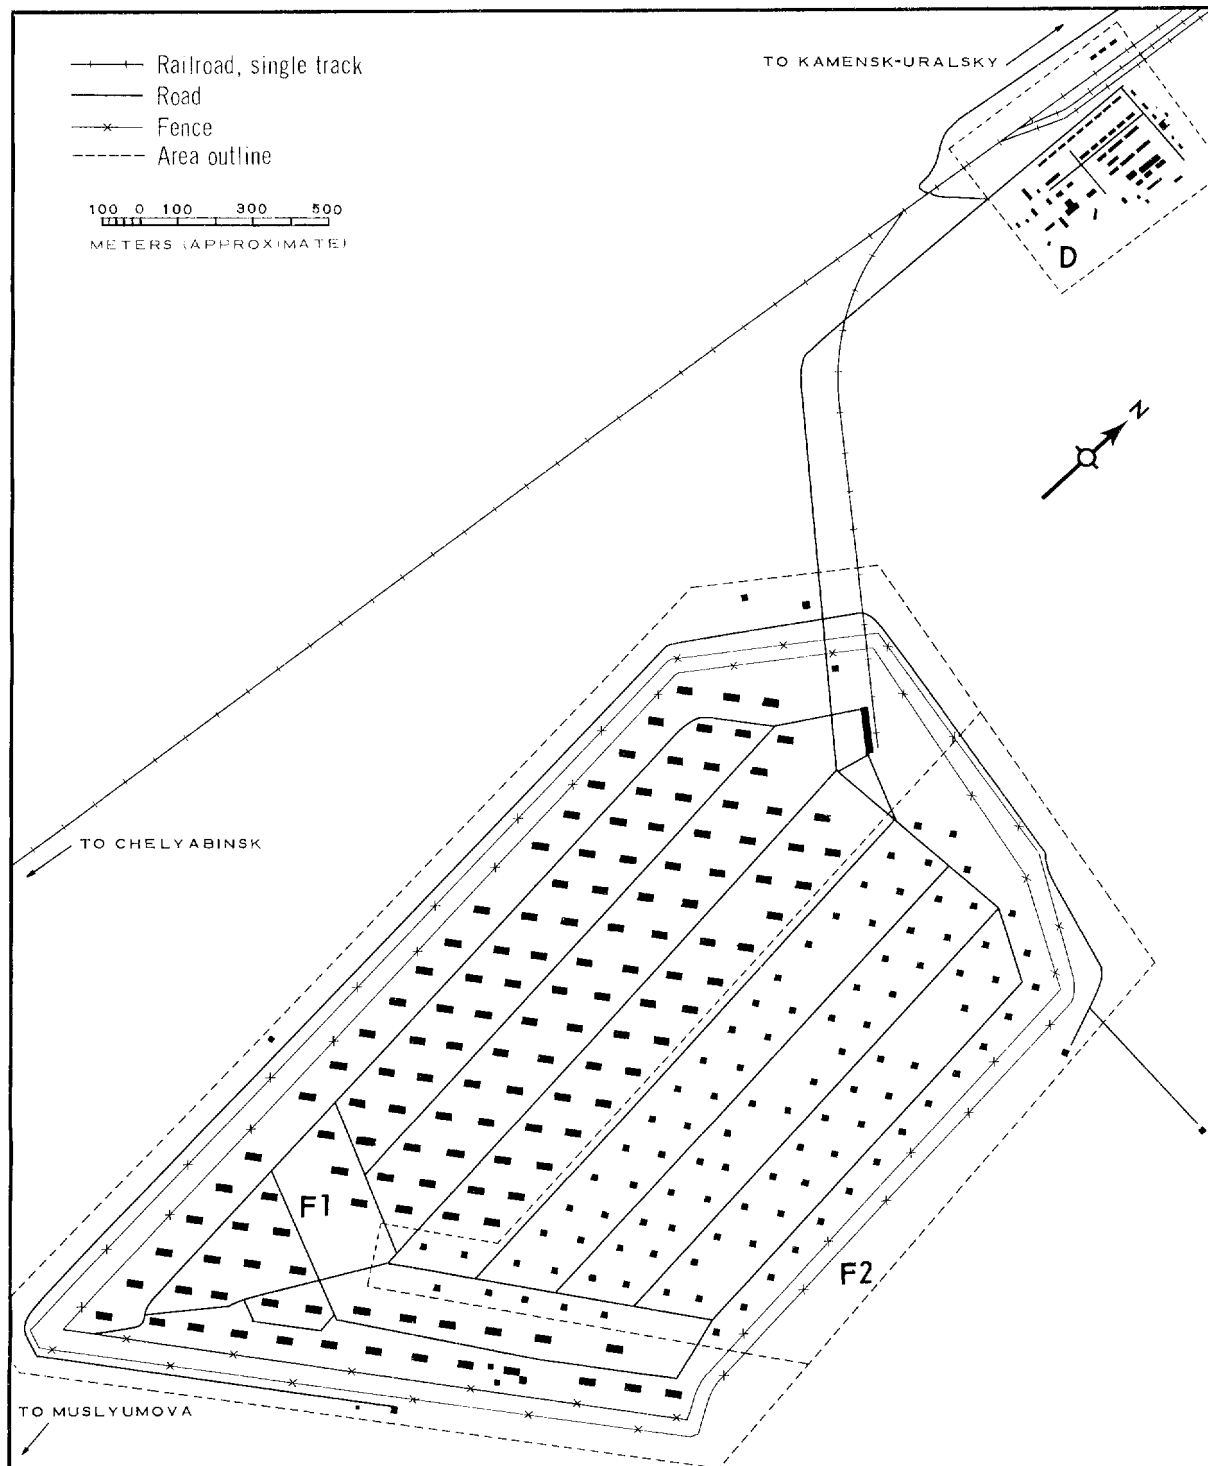 TO KAMENSK-URALSKY
Railroad, single track
Road
Fence
Area outline
100 0 100 300 500
METERS (APPROXIMATE)
D
N
TO CHELYABINSK
F1
F2
TO MUSLYUMOVA